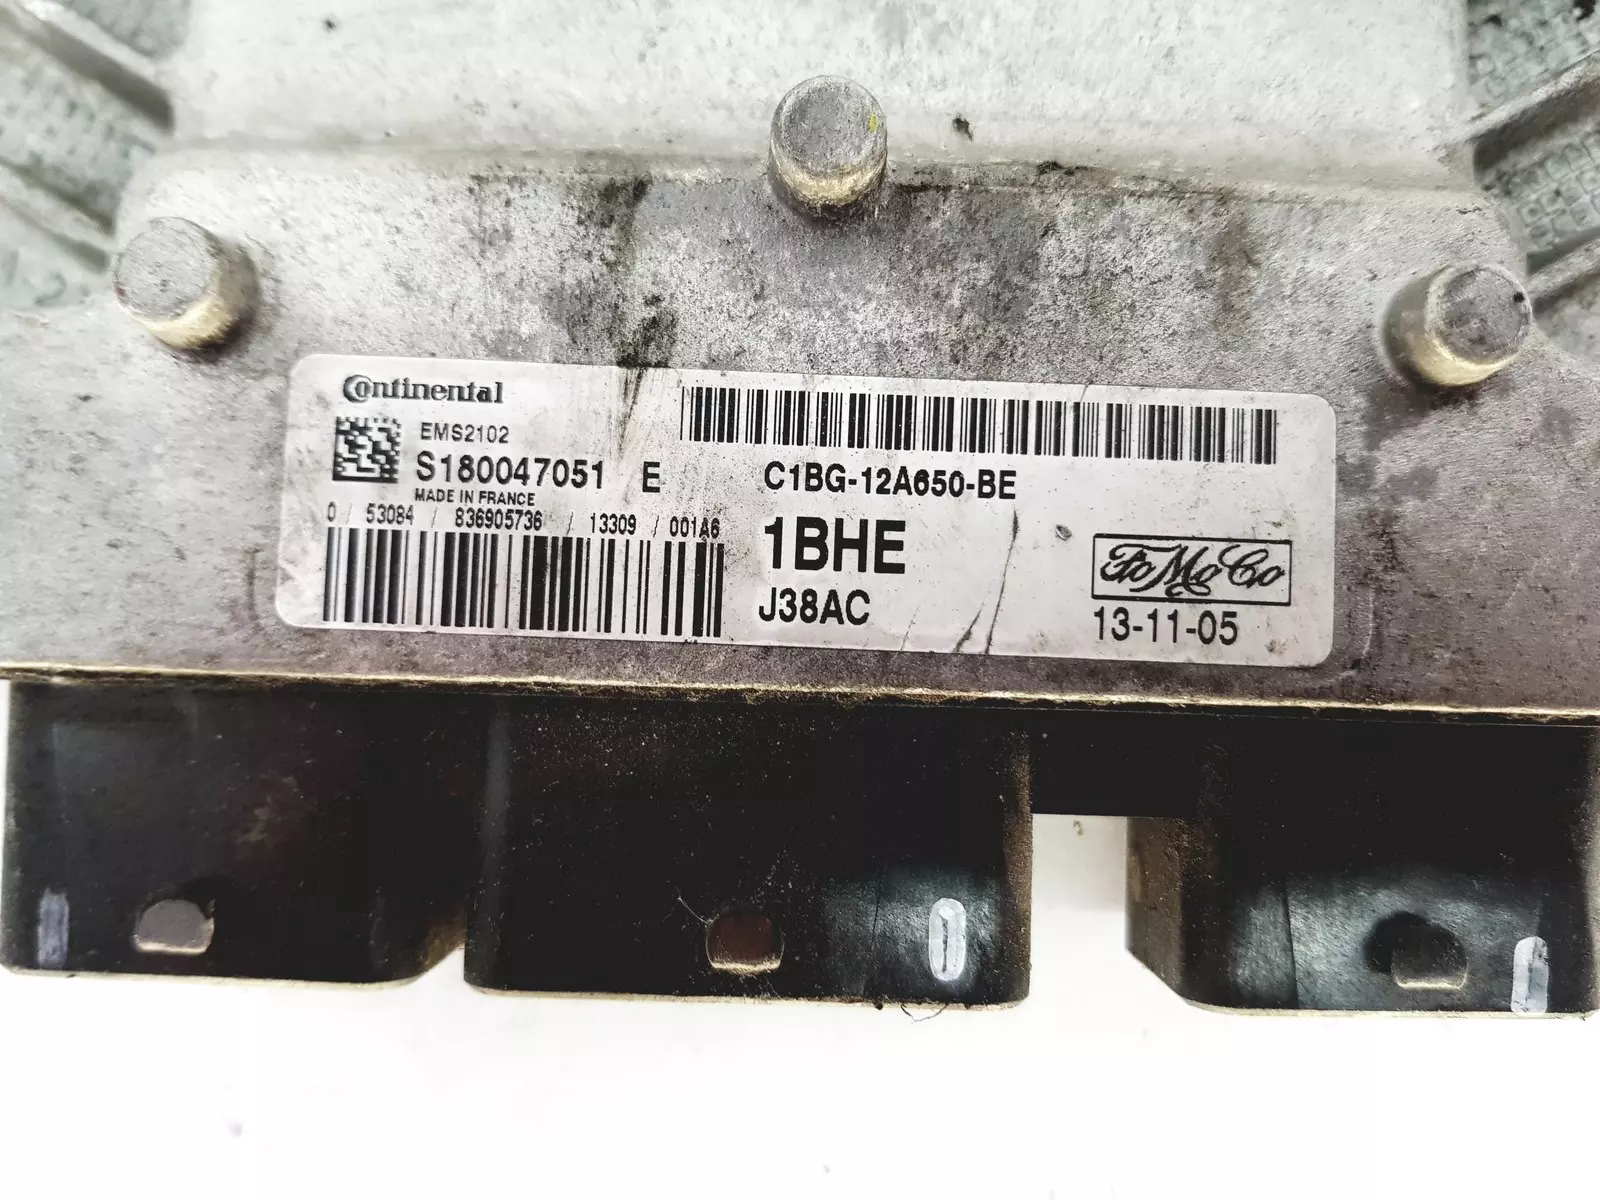 Continental
EMS2102
S180047051 E
MADE IN FRANCE
0 / 53084 / 836905736 / 13309 / 001A6
C1BG-12A650-BE
1BHE
J38AC
FoMoCo
13-11-05